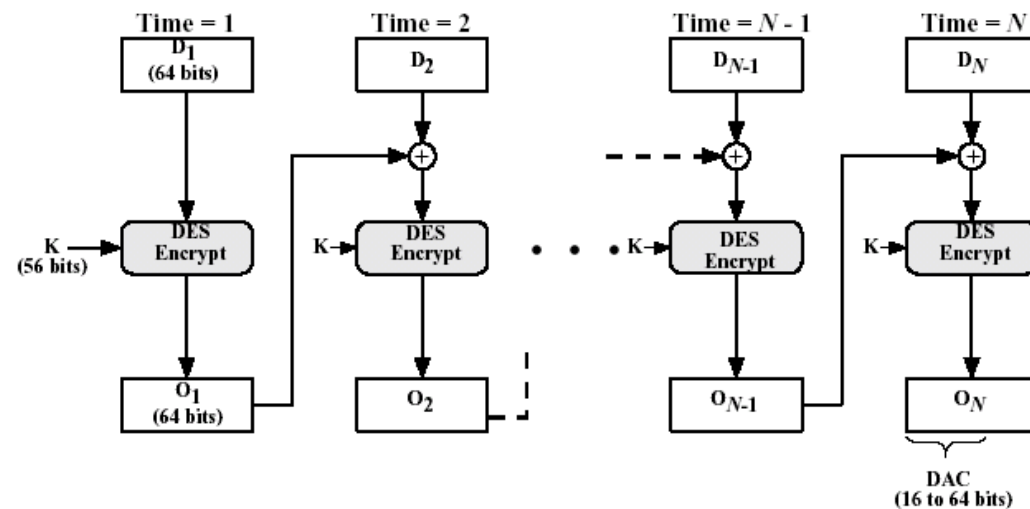 Time = 1
Time = 2
Time = N - 1
Time = N
D1
(64 bits)
D2
DN-1
DN
+
+
+
K
(56 bits)
DES
Encrypt
K
DES
Encrypt
• • •
K
DES
Encrypt
K
DES
Encrypt
O1
(64 bits)
O2
ON-1
ON
DAC
(16 to 64 bits)